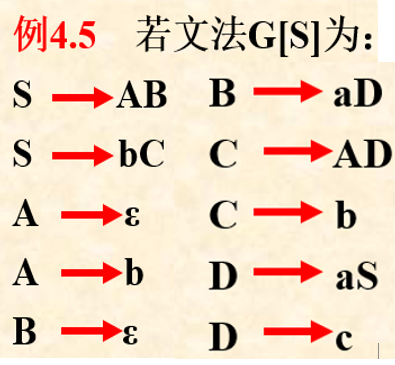 例4.5 若文法G[S]为：
S → AB B → aD
S → bC C → AD
A → ε C → b
A → b D → aS
B → ε D → c